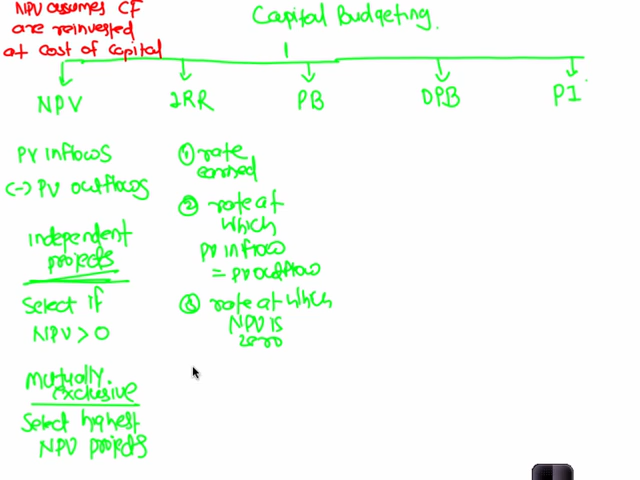 NPV assumes CF
are reinvested
at cost of capital
Capital Budgeting.
NPV
IRR
PB
DPB
PI
PV inflows
(-) PV outflows
independent
projects
Select if
NPV > 0
Mutually
exclusive
Select highest
NPV projects
① rate
earned
② rate at
which
PV inflow
= PV outflow
③ rate at which
NPV is
zero